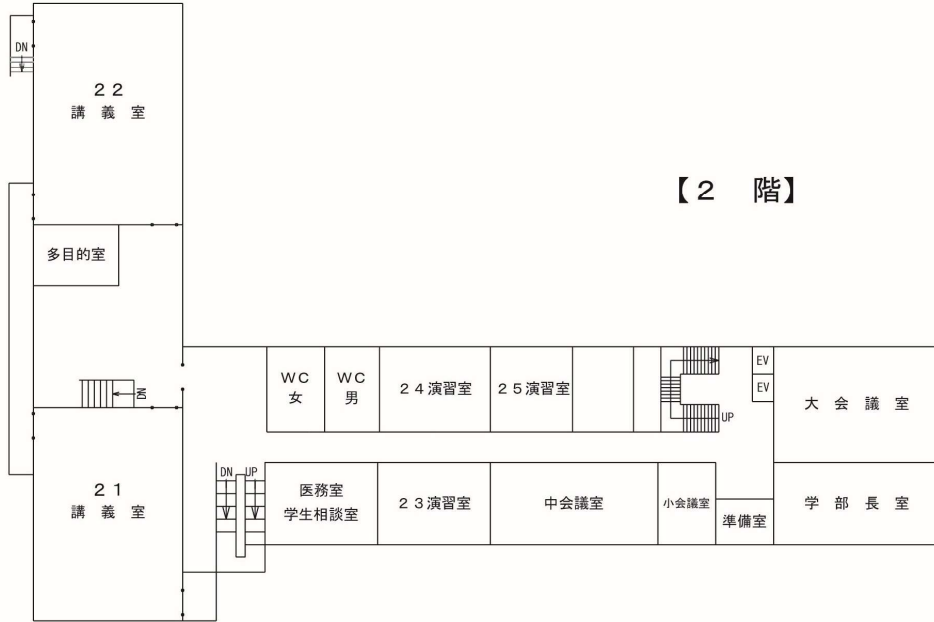 DN
２２
講 義 室
【２　階】
多目的室
WC
女
WC
男
２４演習室
２５演習室
EV
EV
大 会 議 室
DN
UP
２１
講 義 室
DN
UP
医務室
学生相談室
２３演習室
中会議室
小会議室
準備室
学 部 長 室